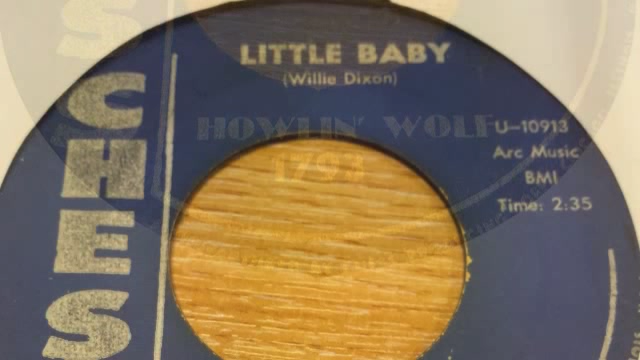 LITTLE BABY
(Willie Dixon)
HOWLIN' WOLF
1793
U-10913
Arc Music
BMI
Time: 2:35
CHES